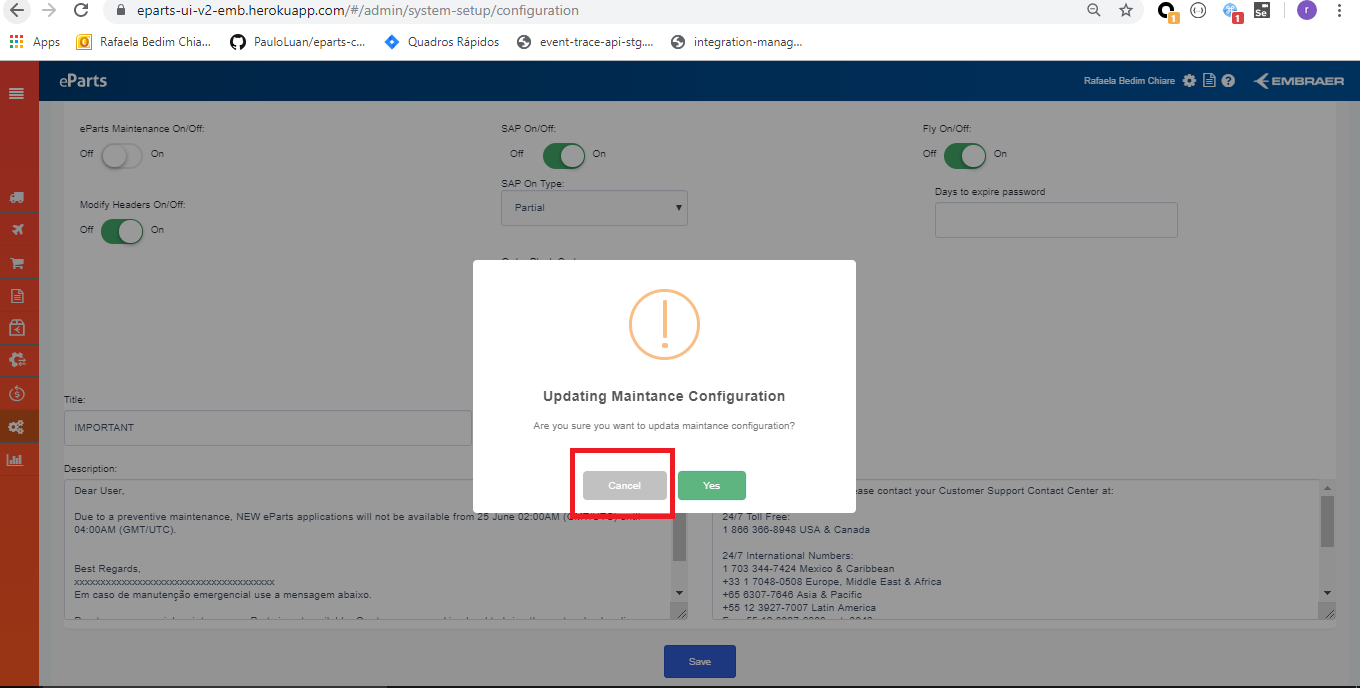 eparts-ui-v2-emb.herokuapp.com/#/admin/system-setup/configuration
1
1
Se
r
Apps
Rafaela Bedim Chia...
PauloLuan/eparts-c...
Quadros Rápidos
event-trace-api-stg....
integration-manag...
eParts
Rafaela Bedim Chiare
EMBRAER
eParts Maintenance On/Off:
Off
On
SAP On/Off:
Off
On
Fly On/Off:
Off
On
SAP On Type:
Partial
Days to expire password
Modify Headers On/Off:
Off
On
Updating Maintance Configuration
Are you sure you want to updata maintance configuration?
Cancel
Yes
Title:
IMPORTANT
Description:
Dear User,
Due to a preventive maintenance, NEW eParts applications will not be available from 25 June 02:00AM (GMT/UTC) until
04:00AM (GMT/UTC).
Best Regards,
xxxxxxxxxxxxxxxxxxxxxxxxxxxxxxxxxxxxxxxx
Em caso de manutenção emergencial use a mensagem abaixo.
contact your Customer Support Contact Center at:
24/7 Toll Free:
1 866 366-8948 USA & Canada
24/7 International Numbers:
1 703 344-7424 Mexico & Caribbean
+33 1 7048-0508 Europe, Middle East & Africa
+65 6307-7646 Asia & Pacific
+55 12 3927-7007 Latin America
Save